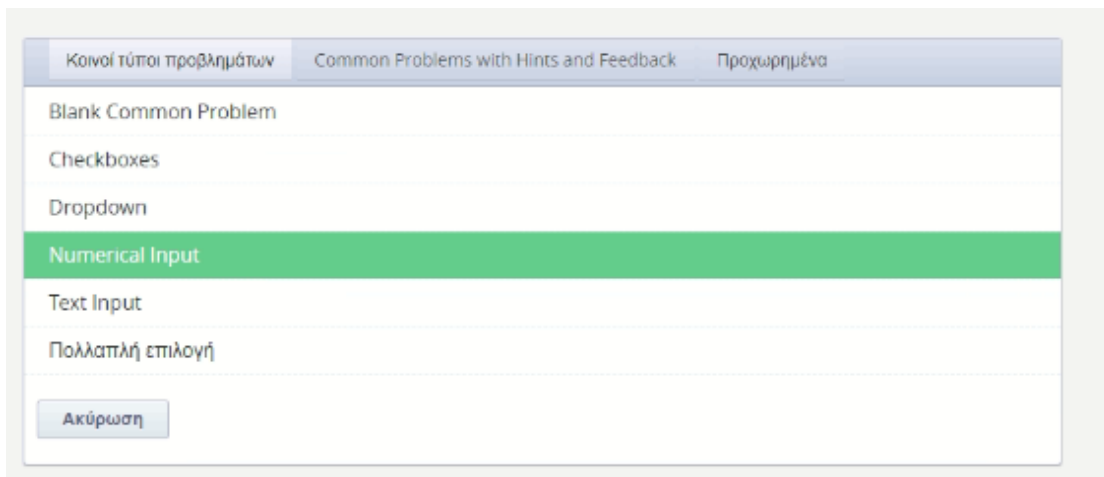 Κοινοί τύποι προβλημάτων Common Problems with Hints and Feedback Προχωρημένα
Blank Common Problem
Checkboxes
Dropdown
Numerical Input
Text Input
Πολλαπλή επιλογή
Ακύρωση